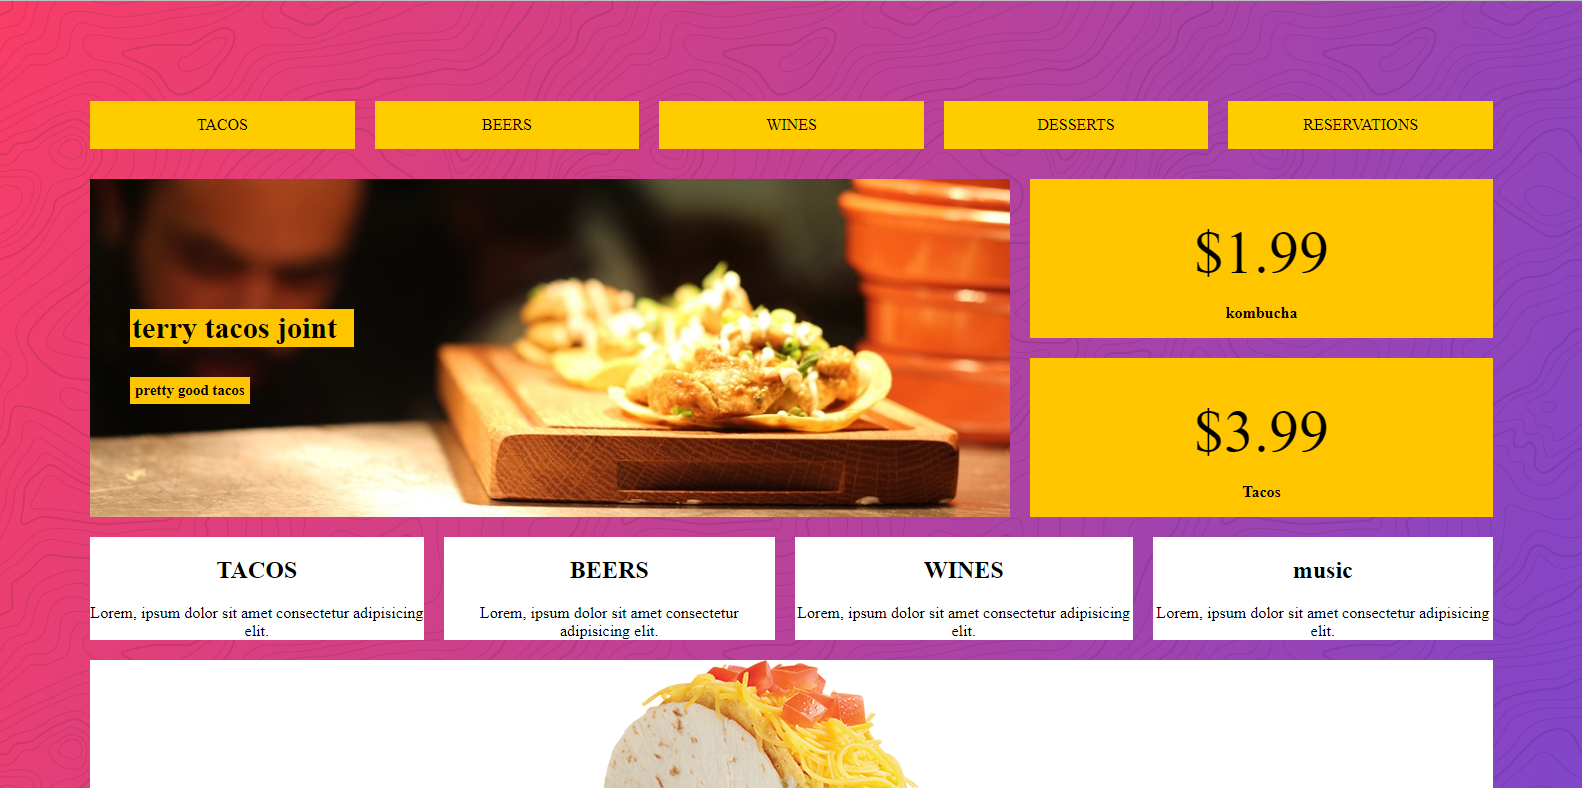 TACOS
BEERS
WINES
DESSERTS
RESERVATIONS
terry tacos joint
pretty good tacos
$1.99
kombucha
$3.99
Tacos
TACOS
Lorem, ipsum dolor sit amet consectetur adipisicing
elit.
BEERS
Lorem, ipsum dolor sit amet consectetur
adipisicing elit.
WINES
Lorem, ipsum dolor sit amet consectetur adipisicing
elit.
music
Lorem, ipsum dolor sit amet consectetur adipisicing
elit.